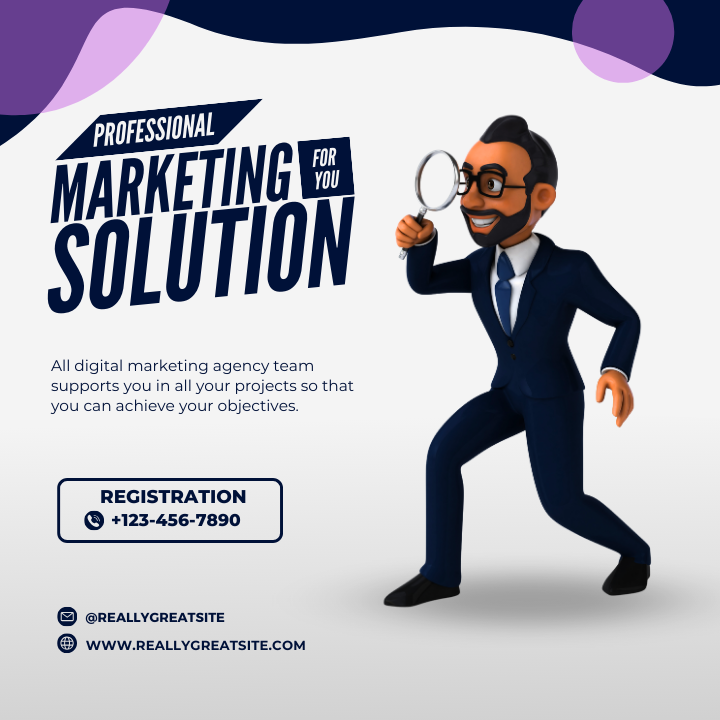 PROFESSIONAL
MARKETING
FOR
YOU
SOLUTION
All digital marketing agency team
supports you in all your projects so that
you can achieve your objectives.
REGISTRATION
+123-456-7890
@REALLYGREATSITE
WWW.REALLYGREATSITE.COM